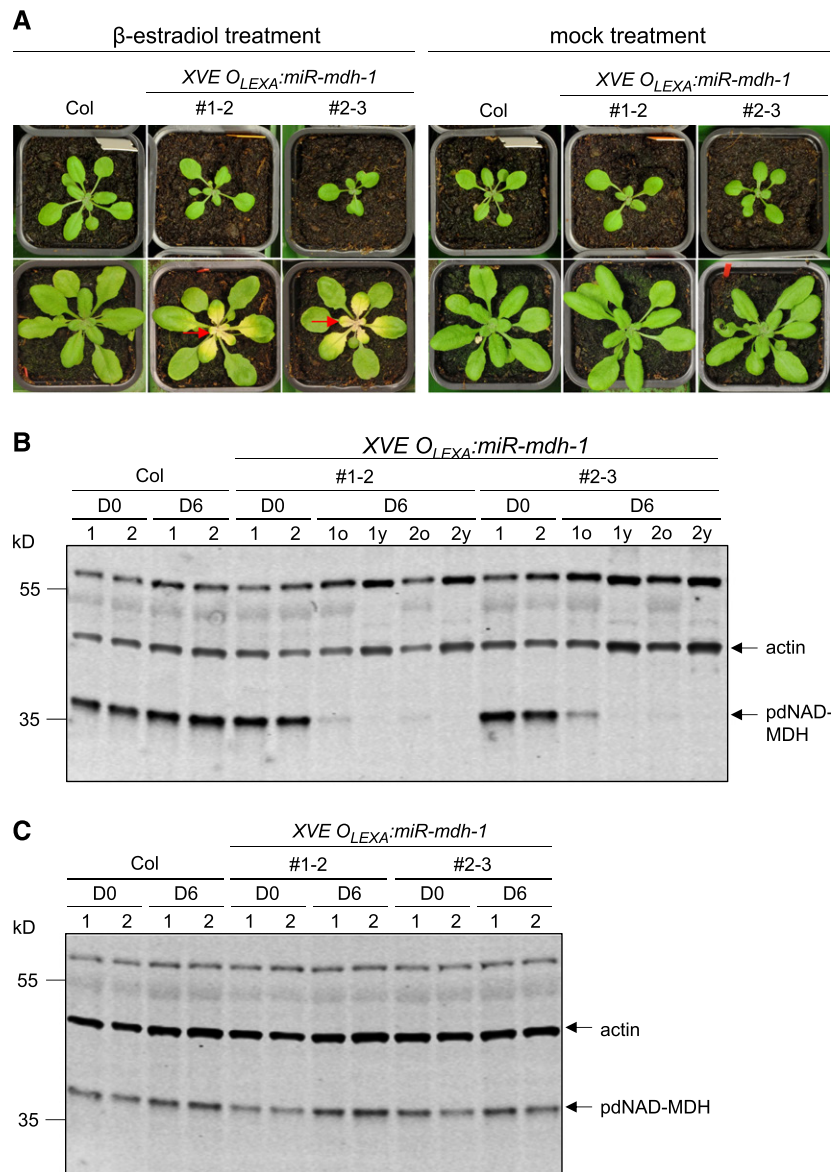 A
β-estradiol treatment mock treatment
XVE O_LEXA:miR-mdh-1 XVE O_LEXA:miR-mdh-1
Col #1-2 #2-3 Col #1-2 #2-3
B
XVE O_LEXA:miR-mdh-1
Col #1-2 #2-3
D0 D6 D0 D6 D0 D6
kD 1 2 1 2 1 2 1o 1y 2o 2y 1 2 1o 1y 2o 2y
55
actin
35 pdNAD-
MDH
C
XVE O_LEXA:miR-mdh-1
Col #1-2 #2-3
D0 D6 D0 D6 D0 D6
kD 1 2 1 2 1 2 1 2 1 2 1 2
55
actin
pdNAD-MDH
35